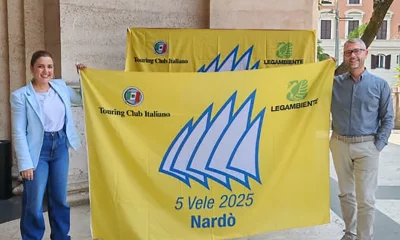 Touring Club Italiano
LEGAMBIENTE
Touring Club Italiano
LEGAMBIENTE
5 Vele 2025
Nardò